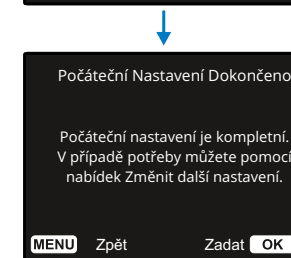 Počáteční Nastavení Dokončeno
Počáteční nastavení je kompletní.
V případě potřeby můžete pomocí
nabídek Změnit další nastavení.
MENU Zpět Zadat OK